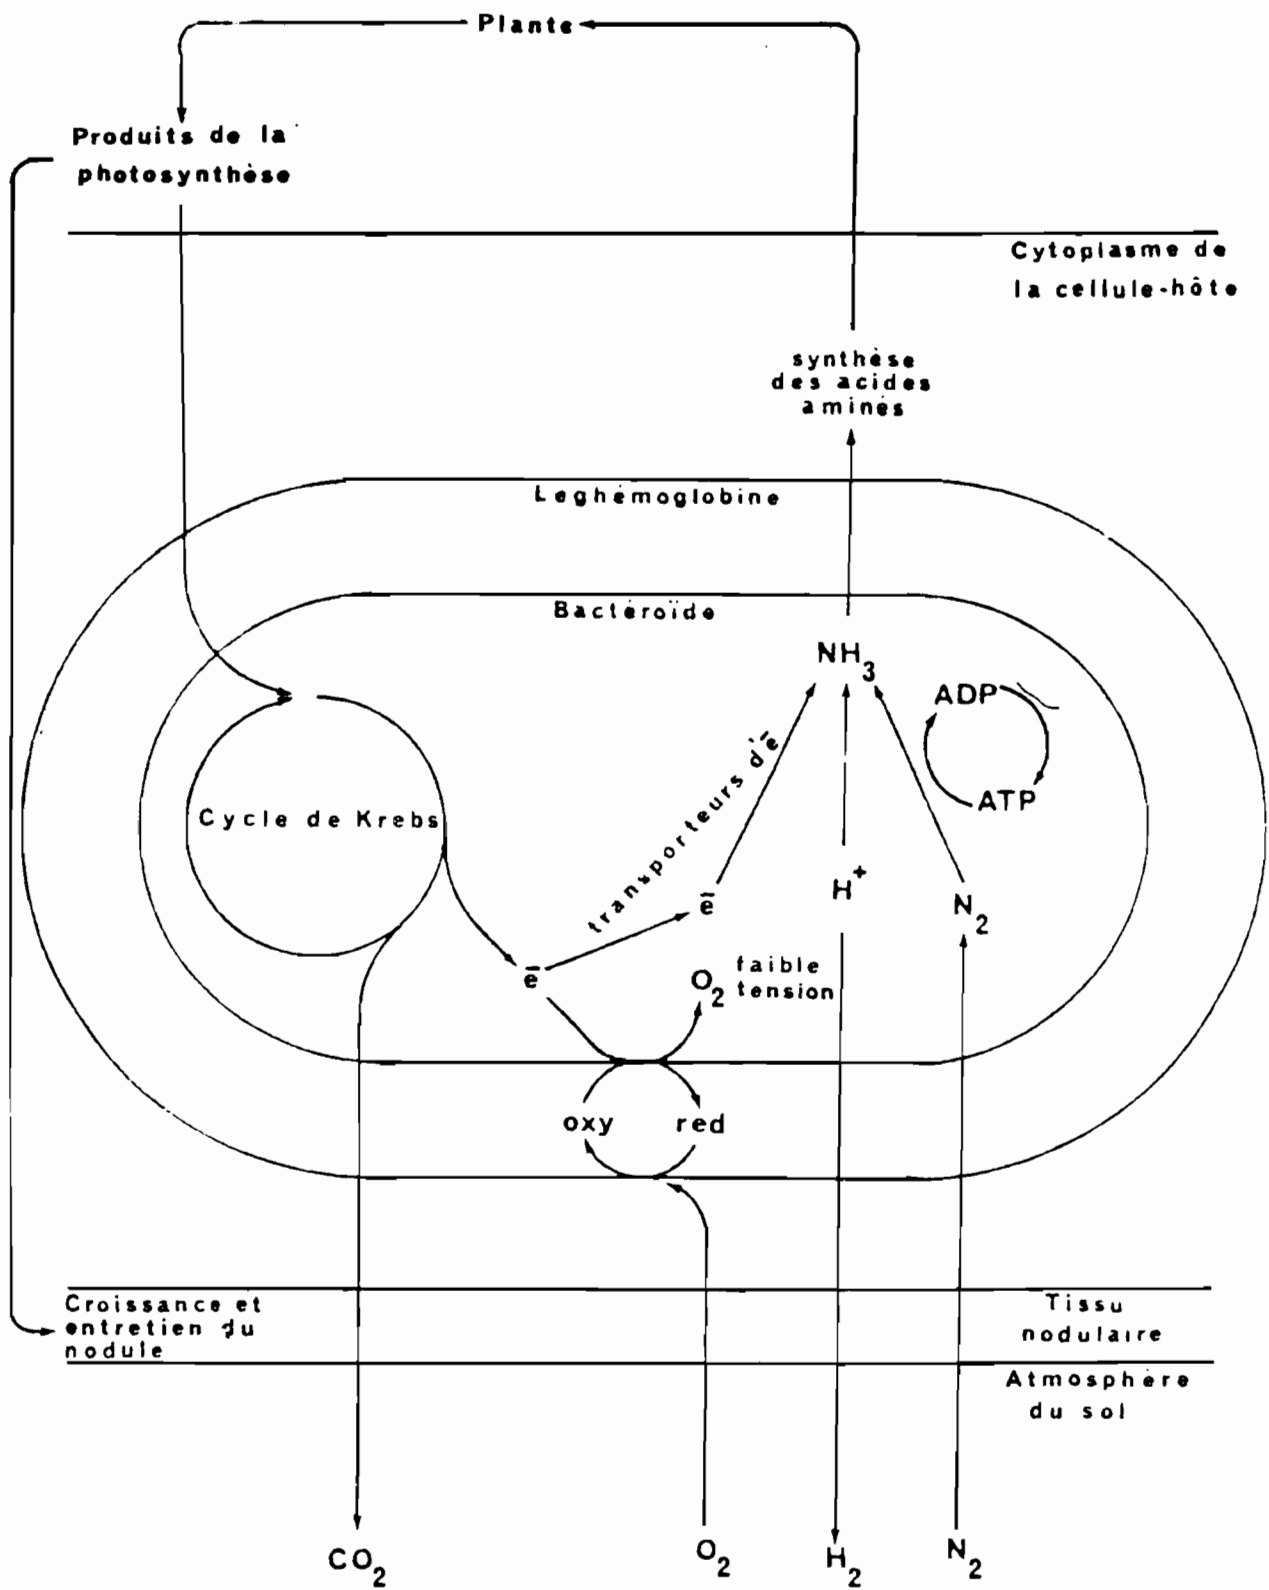 Plante
Produits de la
photosynthèse
Cytoplasme de
la cellule-hôte
synthèse
des acides
aminés
Leghémoglobine
Bactéroïde
NH3
ADP
ATP
Cycle de Krebs
transporteurs d'ē
ē
H+
N2
ē
O2 faible
tension
oxy red
Croissance et
entretien du
nodule
Tissu
nodulaire
Atmosphère
du sol
CO2
O2
H2
N2